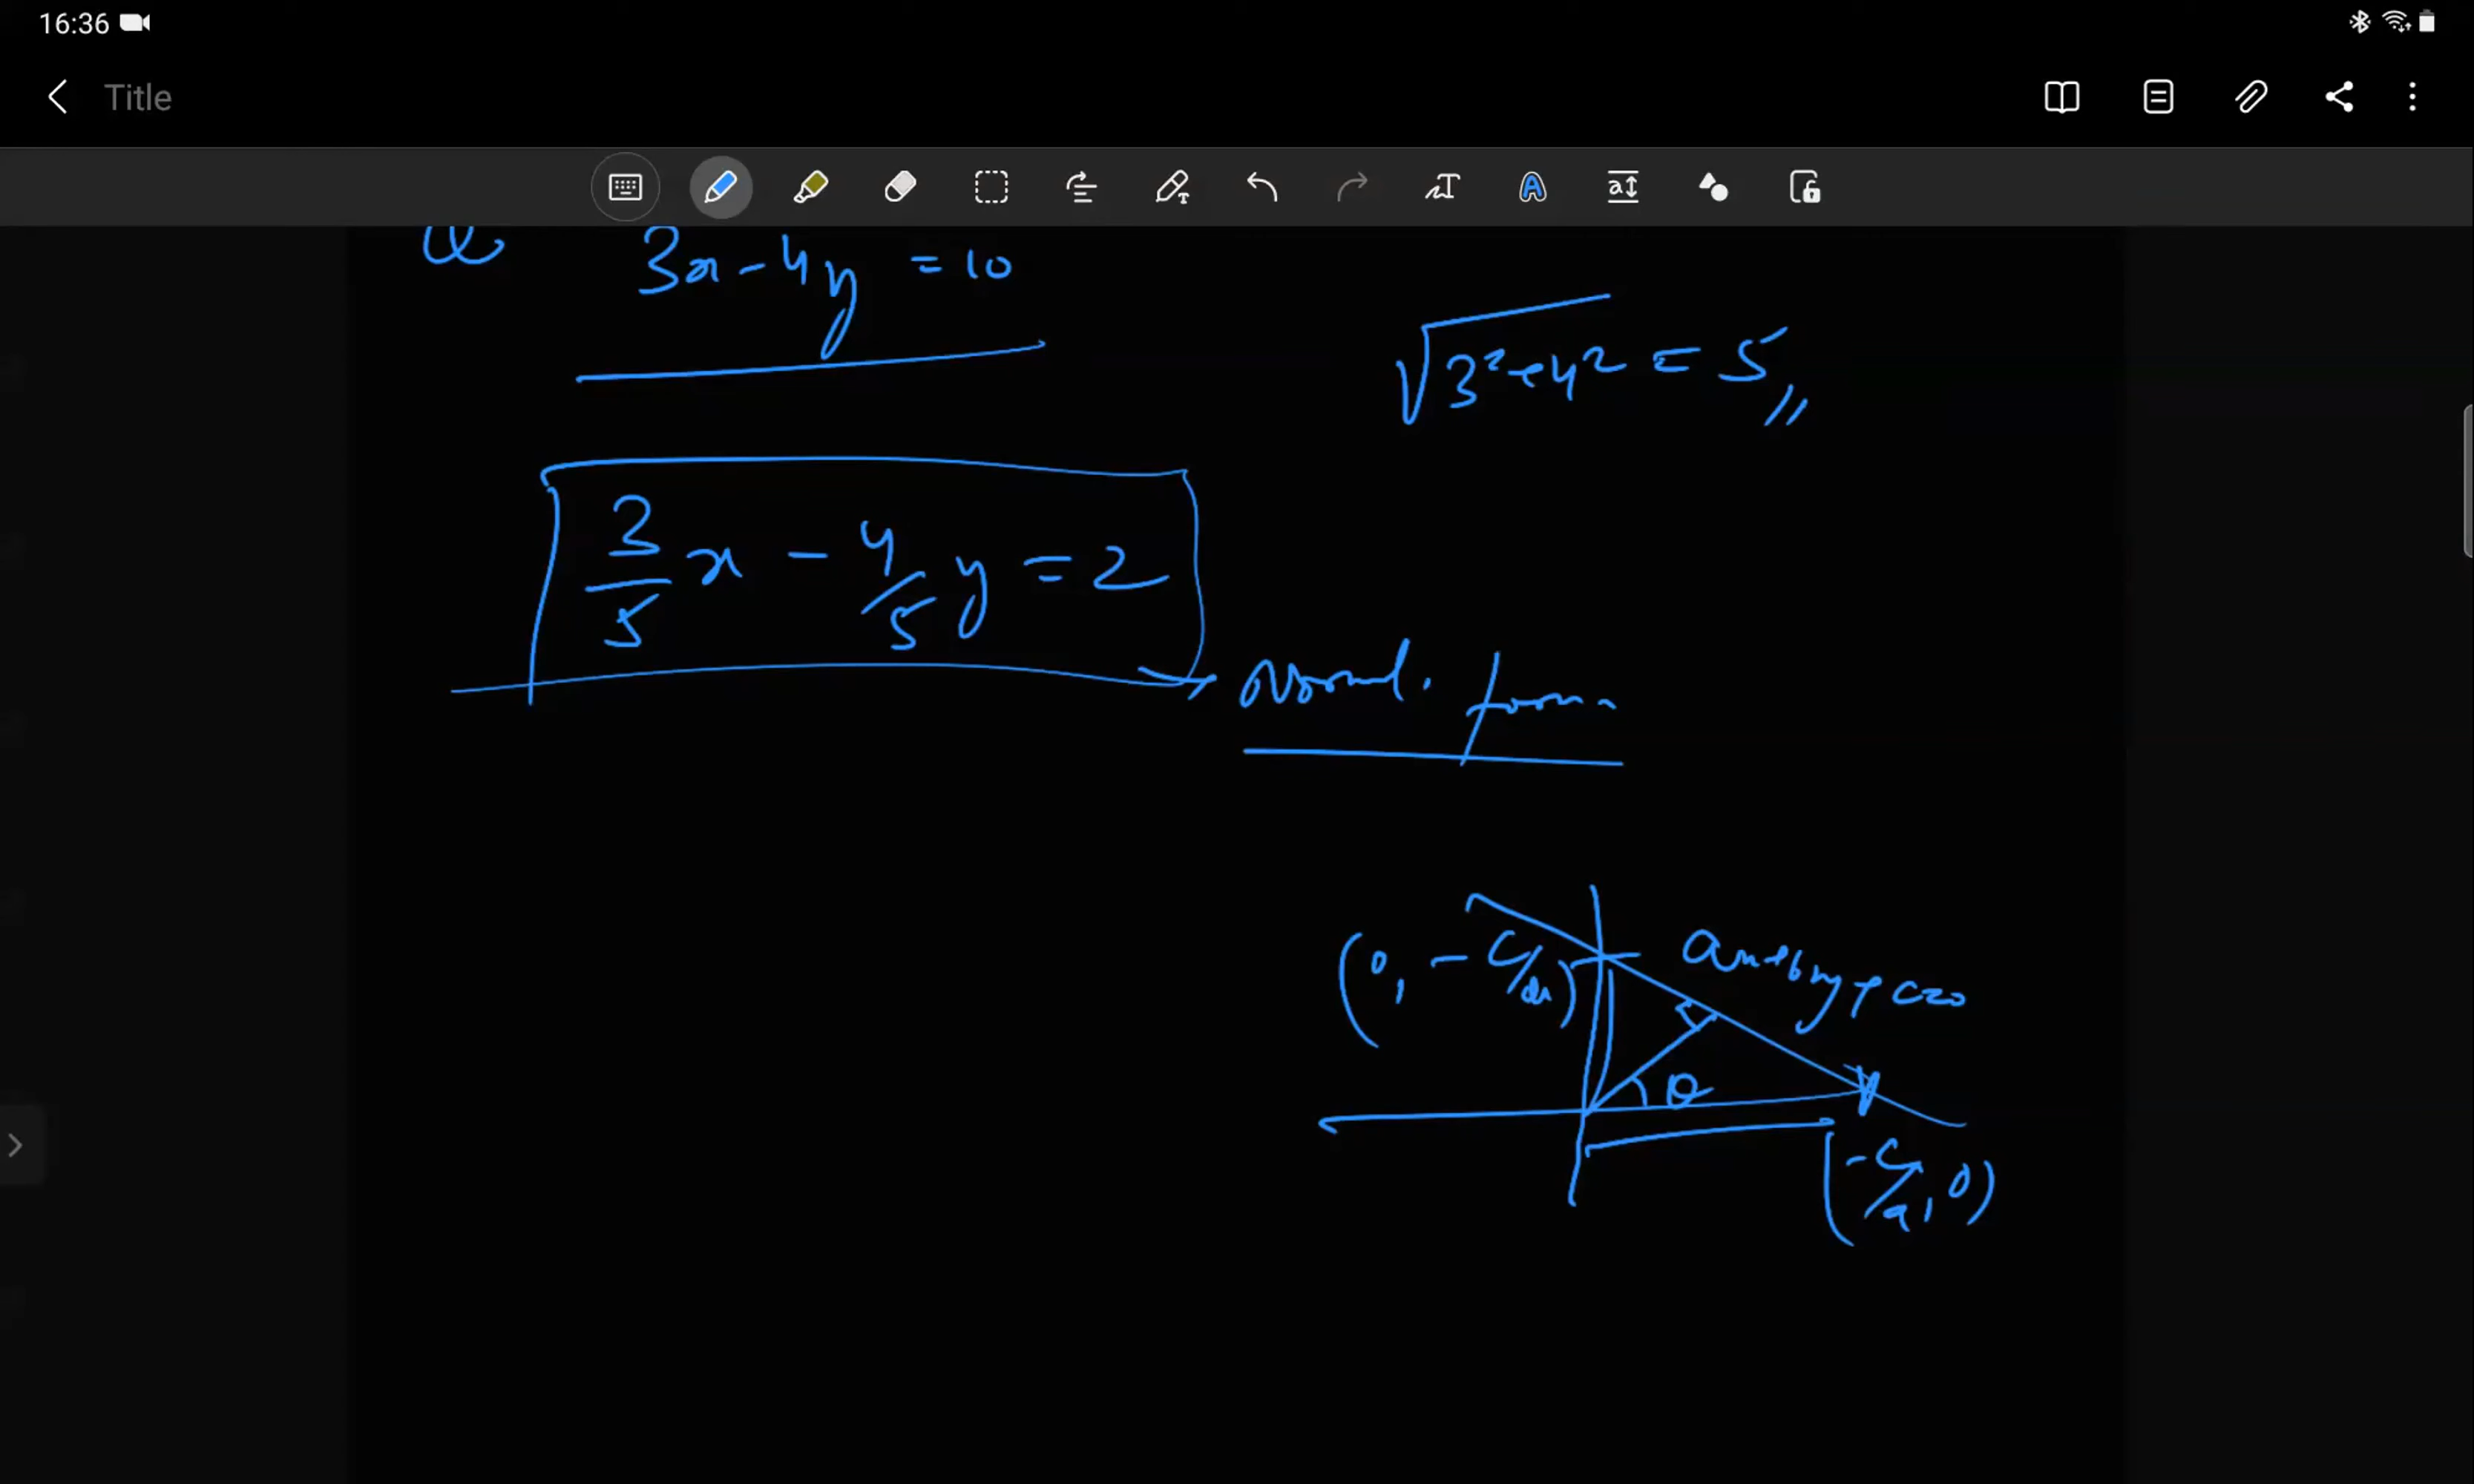 16:36
Title
Q 3x - 4y = 10
√3²+4² = 5
3/5 x - 4/5 y = 2
Normal form
ax+by+c=0
(0, -c/b)
θ
(-c/a, 0)